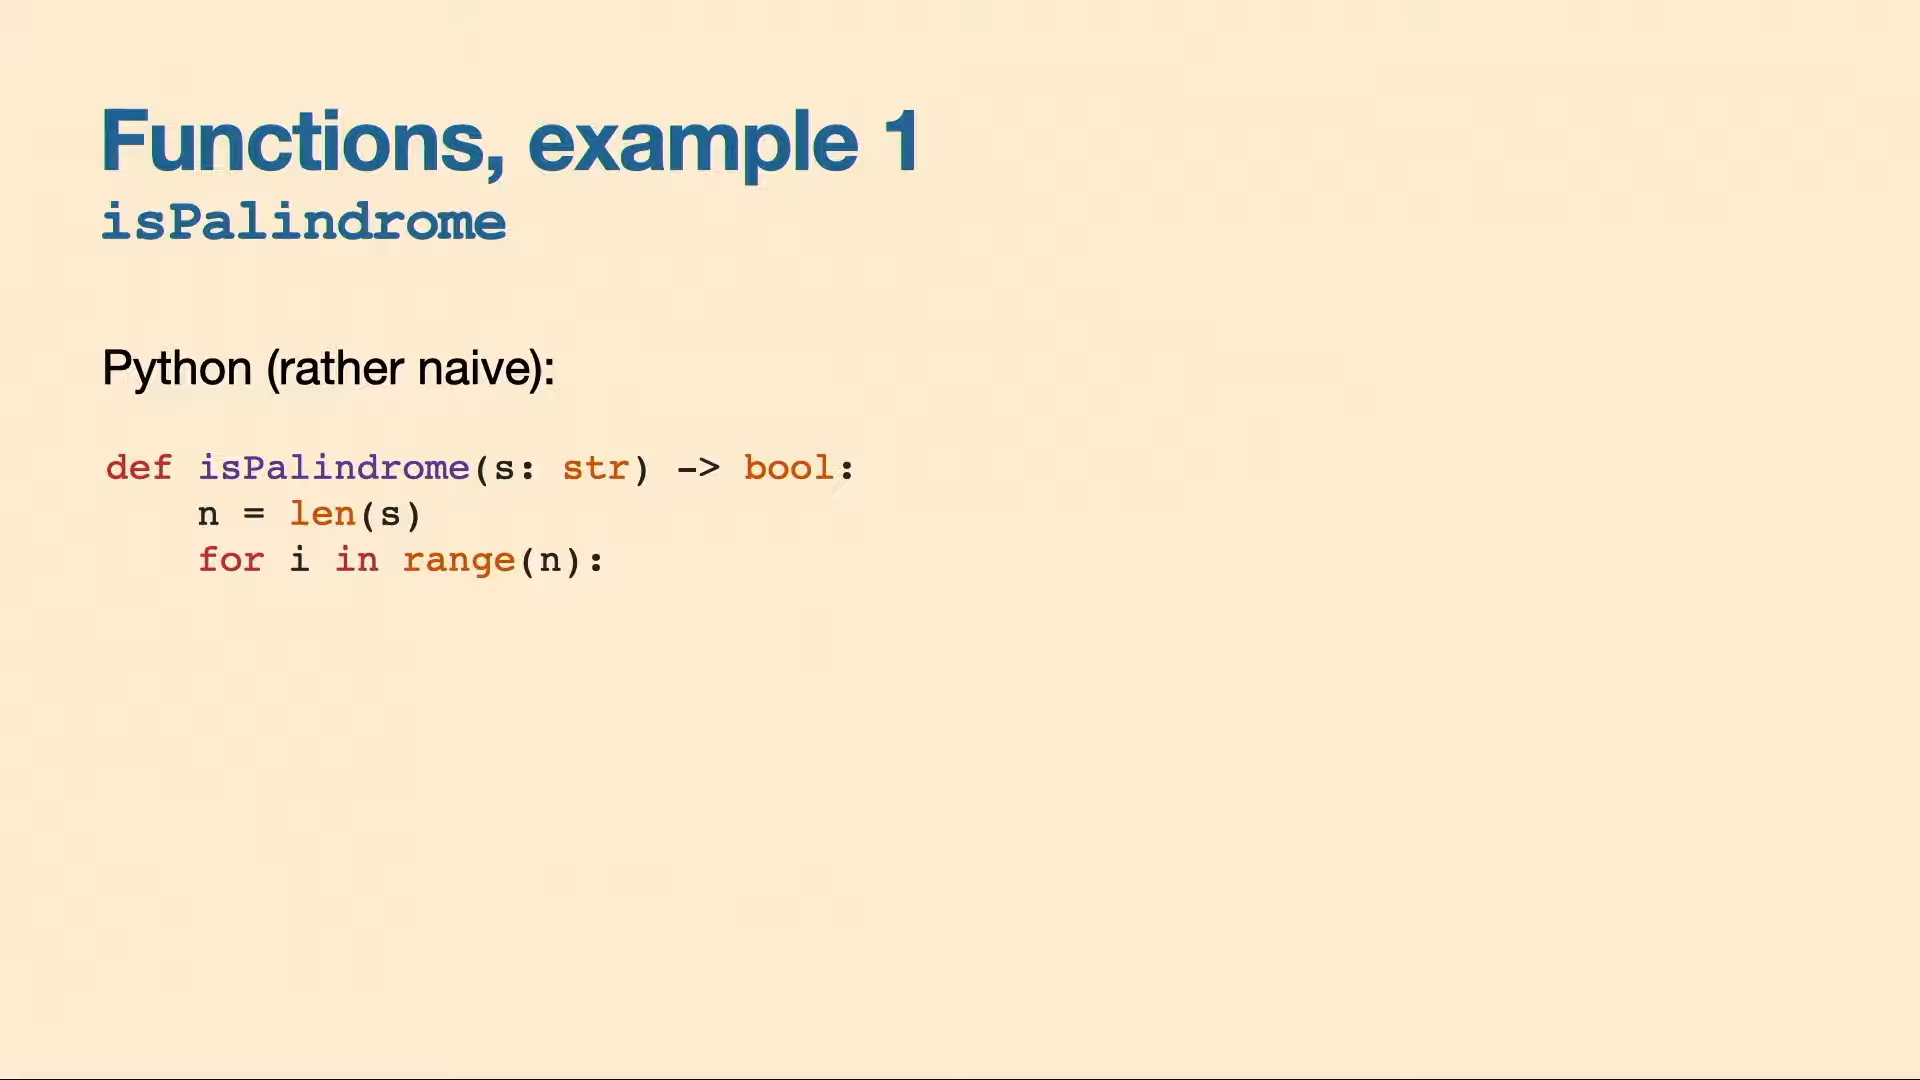 Functions, example 1
isPalindrome
Python (rather naive):
def isPalindrome(s: str) -> bool:
    n = len(s)
    for i in range(n):